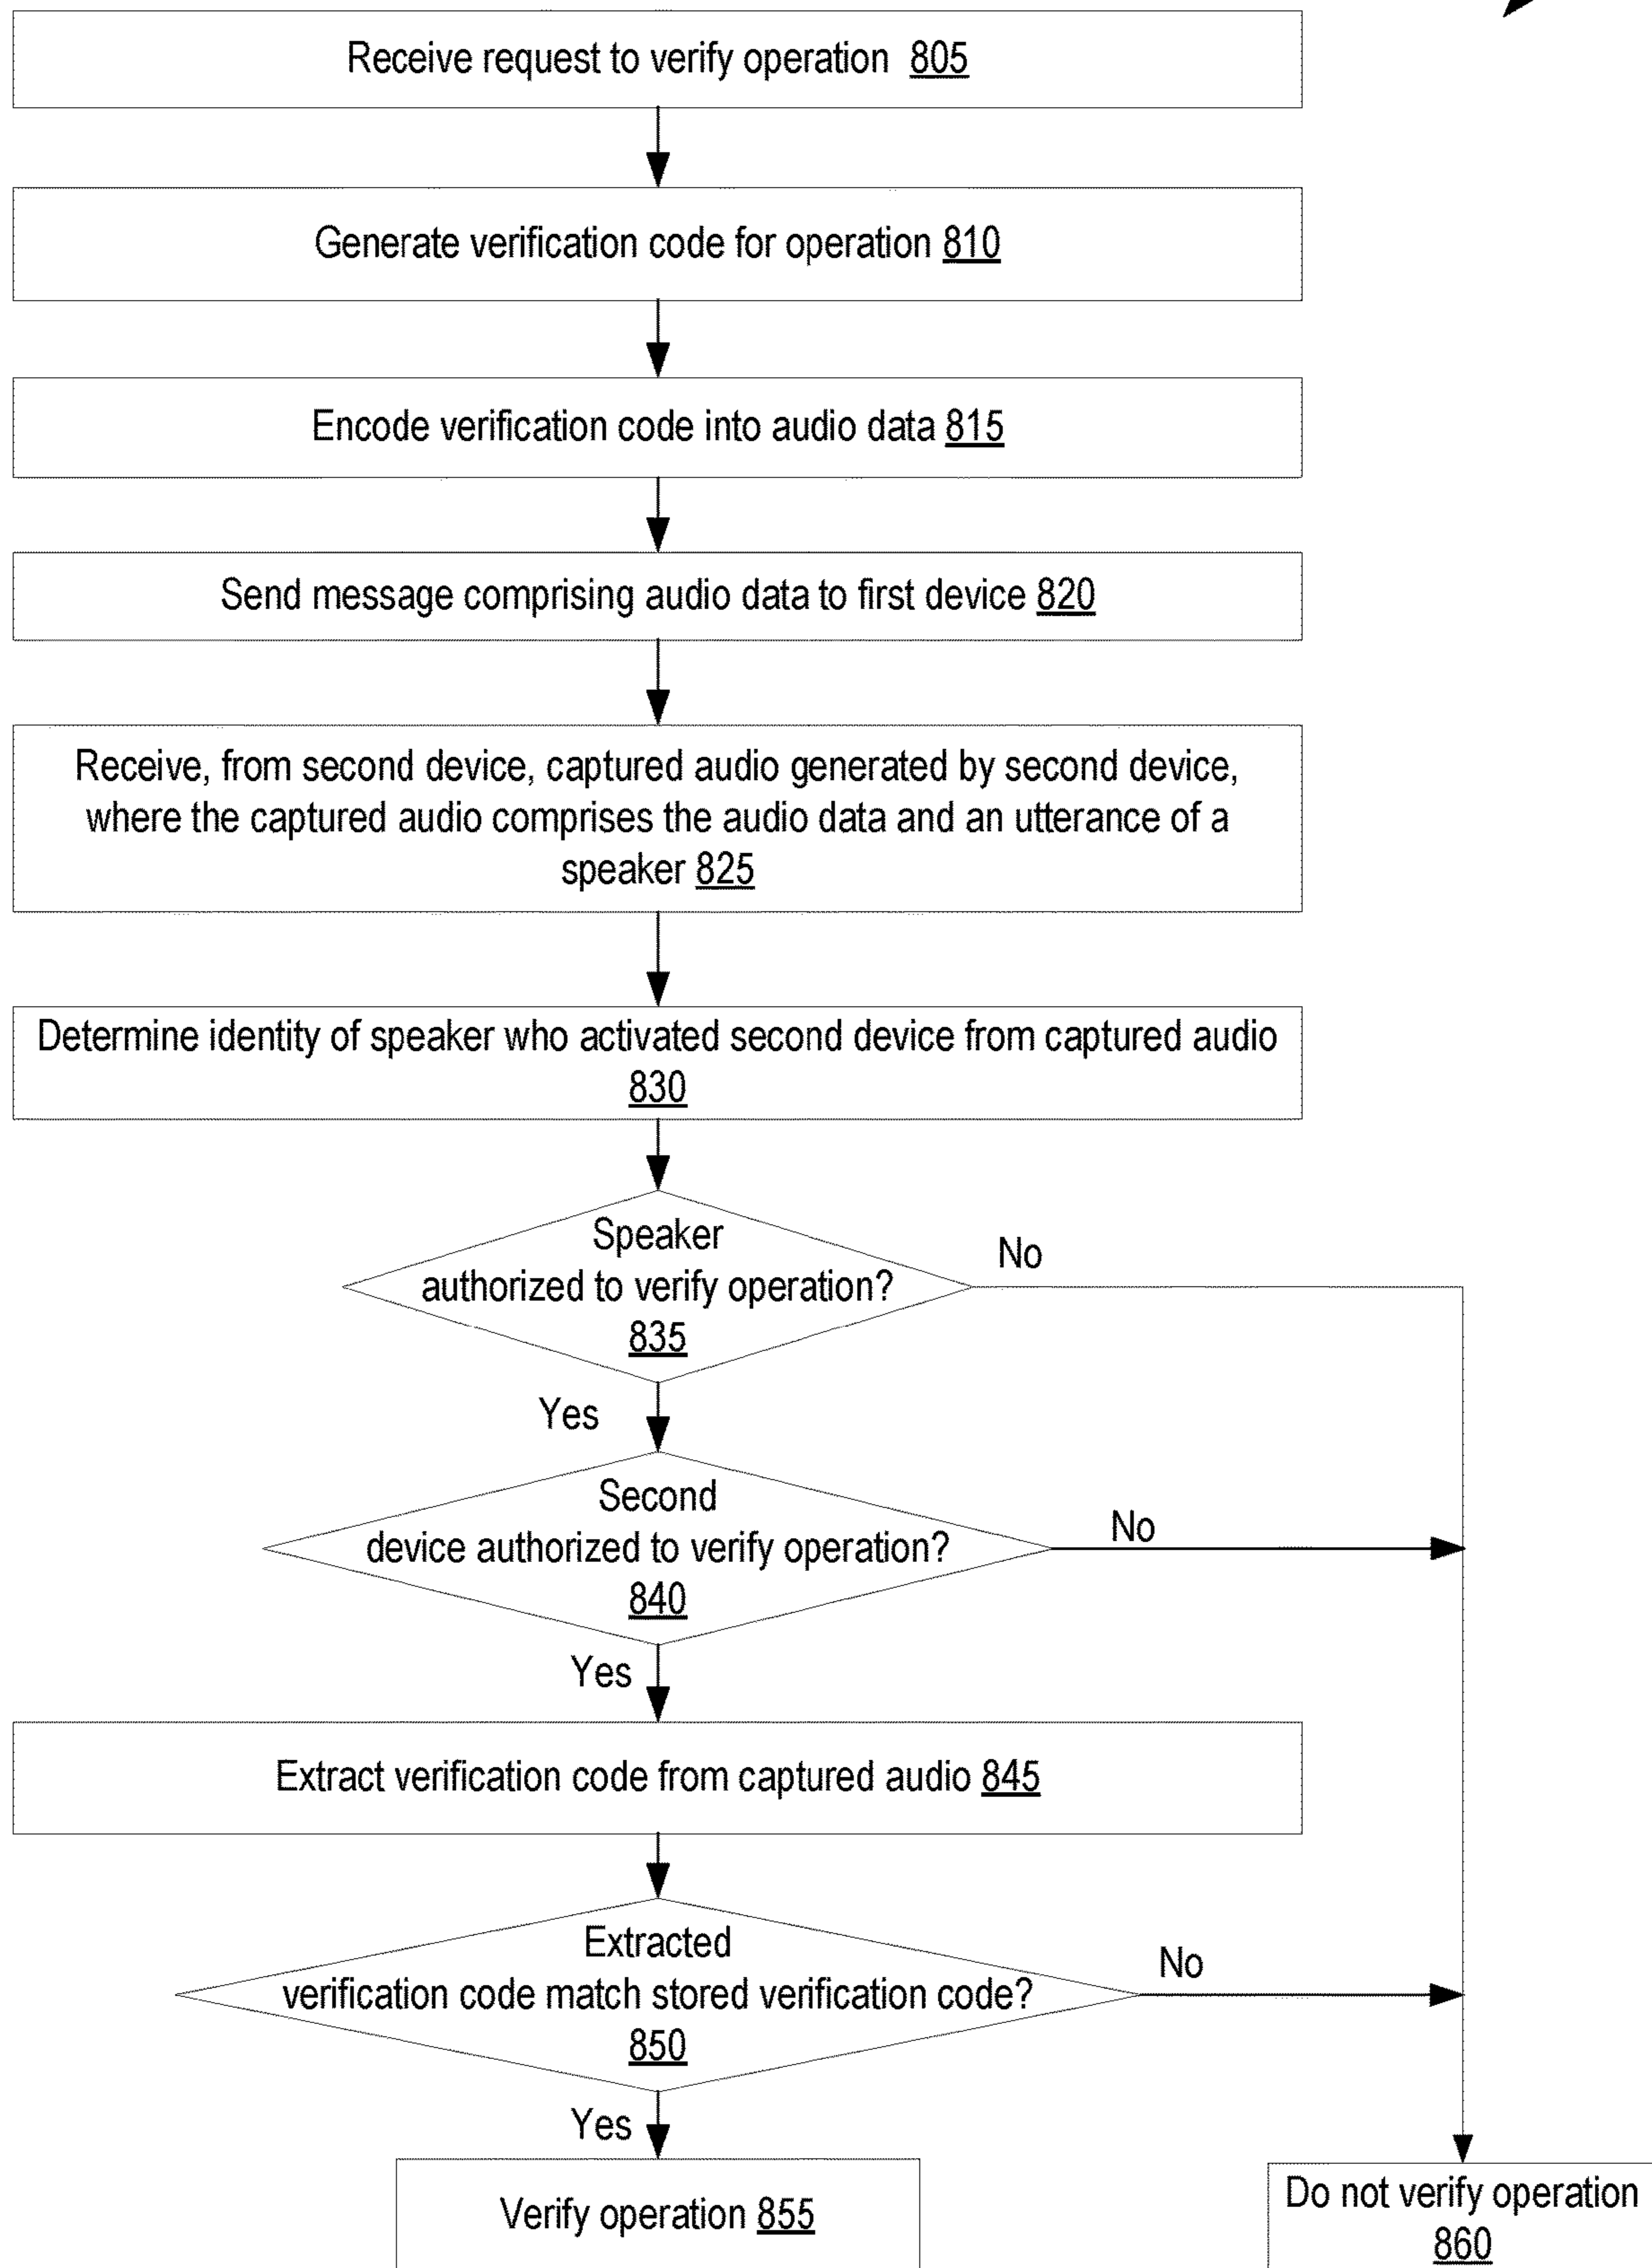 Receive request to verify operation 805
Generate verification code for operation 810
Encode verification code into audio data 815
Send message comprising audio data to first device 820
Receive, from second device, captured audio generated by second device,
where the captured audio comprises the audio data and an utterance of a
speaker 825
Determine identity of speaker who activated second device from captured audio
830
Speaker
authorized to verify operation?
835
No
Yes
Second
device authorized to verify operation?
840
No
Yes
Extract verification code from captured audio 845
Extracted
verification code match stored verification code?
850
No
Yes
Verify operation 855
Do not verify operation
860